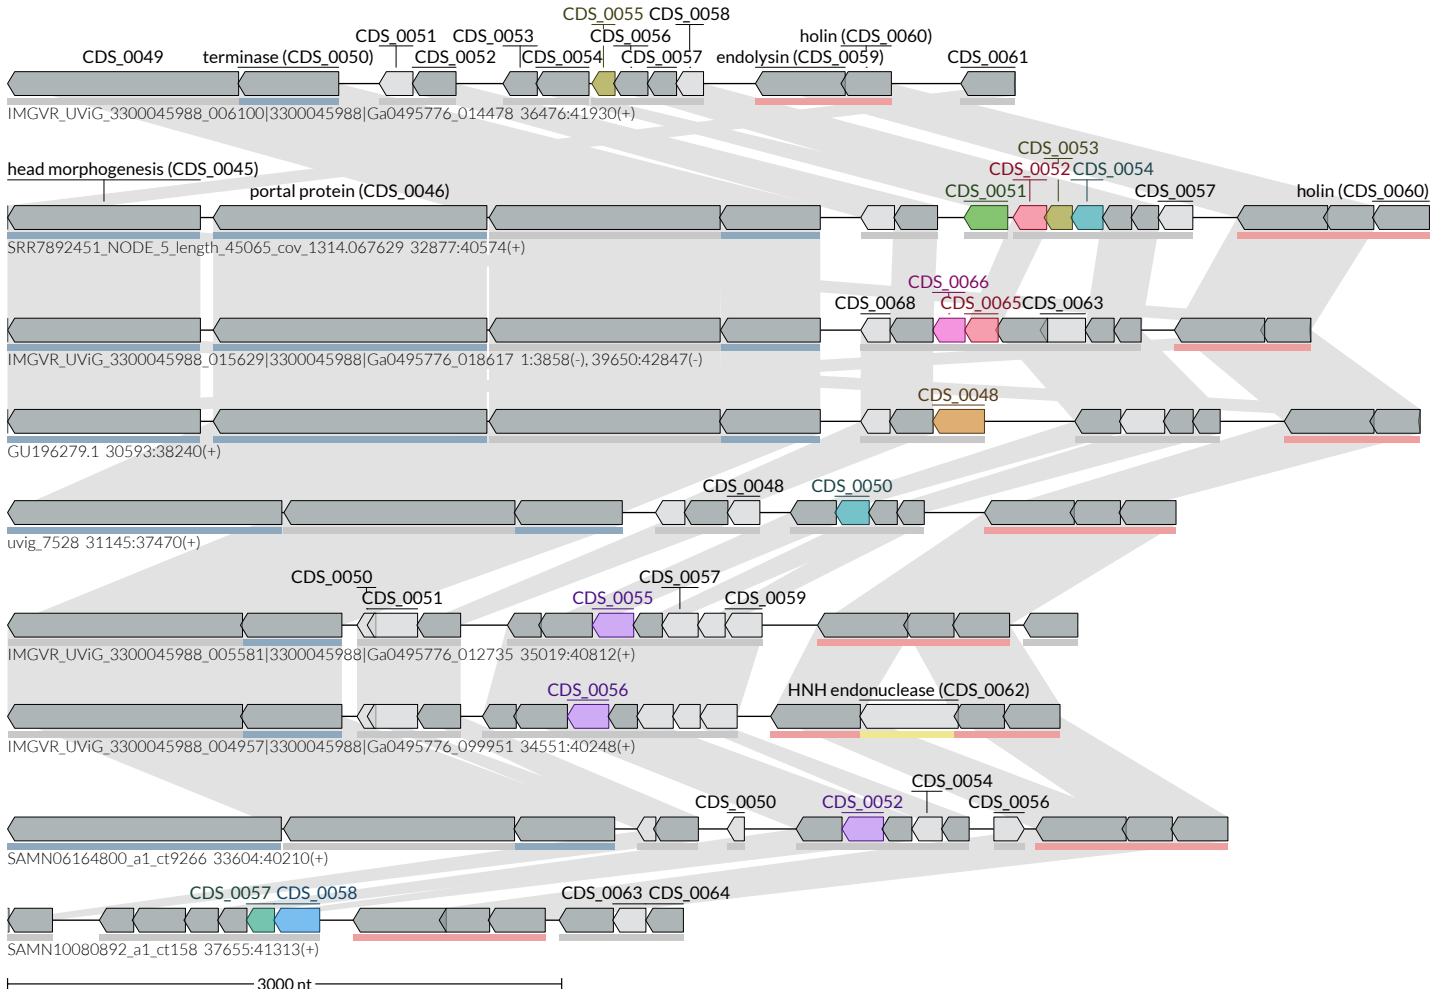 CDS_0055 CDS_0058
CDS_0051 CDS_0053 CDS_0056 holin (CDS_0060)
CDS_0049 terminase (CDS_0050) CDS_0052 CDS_0054 CDS_0057 endolysin (CDS_0059) CDS_0061
IMGVR_UViG_3300045988_006100|3300045988|Ga0495776_014478 36476:41930(+)
CDS_0053
head morphogenesis (CDS_0045) CDS_0052 CDS_0054
portal protein (CDS_0046) CDS_0051 CDS_0057 holin (CDS_0060)
SRR7892451_NODE_5_length_45065_cov_1314.067629 32877:40574(+)
CDS_0066
CDS_0068 CDS_0065 CDS_0063
IMGVR_UViG_3300045988_015629|3300045988|Ga0495776_018617 1:3858(-), 39650:42847(-)
CDS_0048
GU196279.1 30593:38240(+)
CDS_0048 CDS_0050
uvig_7528 31145:37470(+)
CDS_0050 CDS_0057
CDS_0051 CDS_0055 CDS_0059
IMGVR_UViG_3300045988_005581|3300045988|Ga0495776_012735 35019:40812(+)
CDS_0056 HNH endonuclease (CDS_0062)
IMGVR_UViG_3300045988_004957|3300045988|Ga0495776_099951 34551:40248(+)
CDS_0054
CDS_0050 CDS_0052 CDS_0056
SAMN06164800_a1_ct9266 33604:40210(+)
CDS_0057 CDS_0058 CDS_0063 CDS_0064
SAMN10080892_a1_ct158 37655:41313(+)
3000 nt